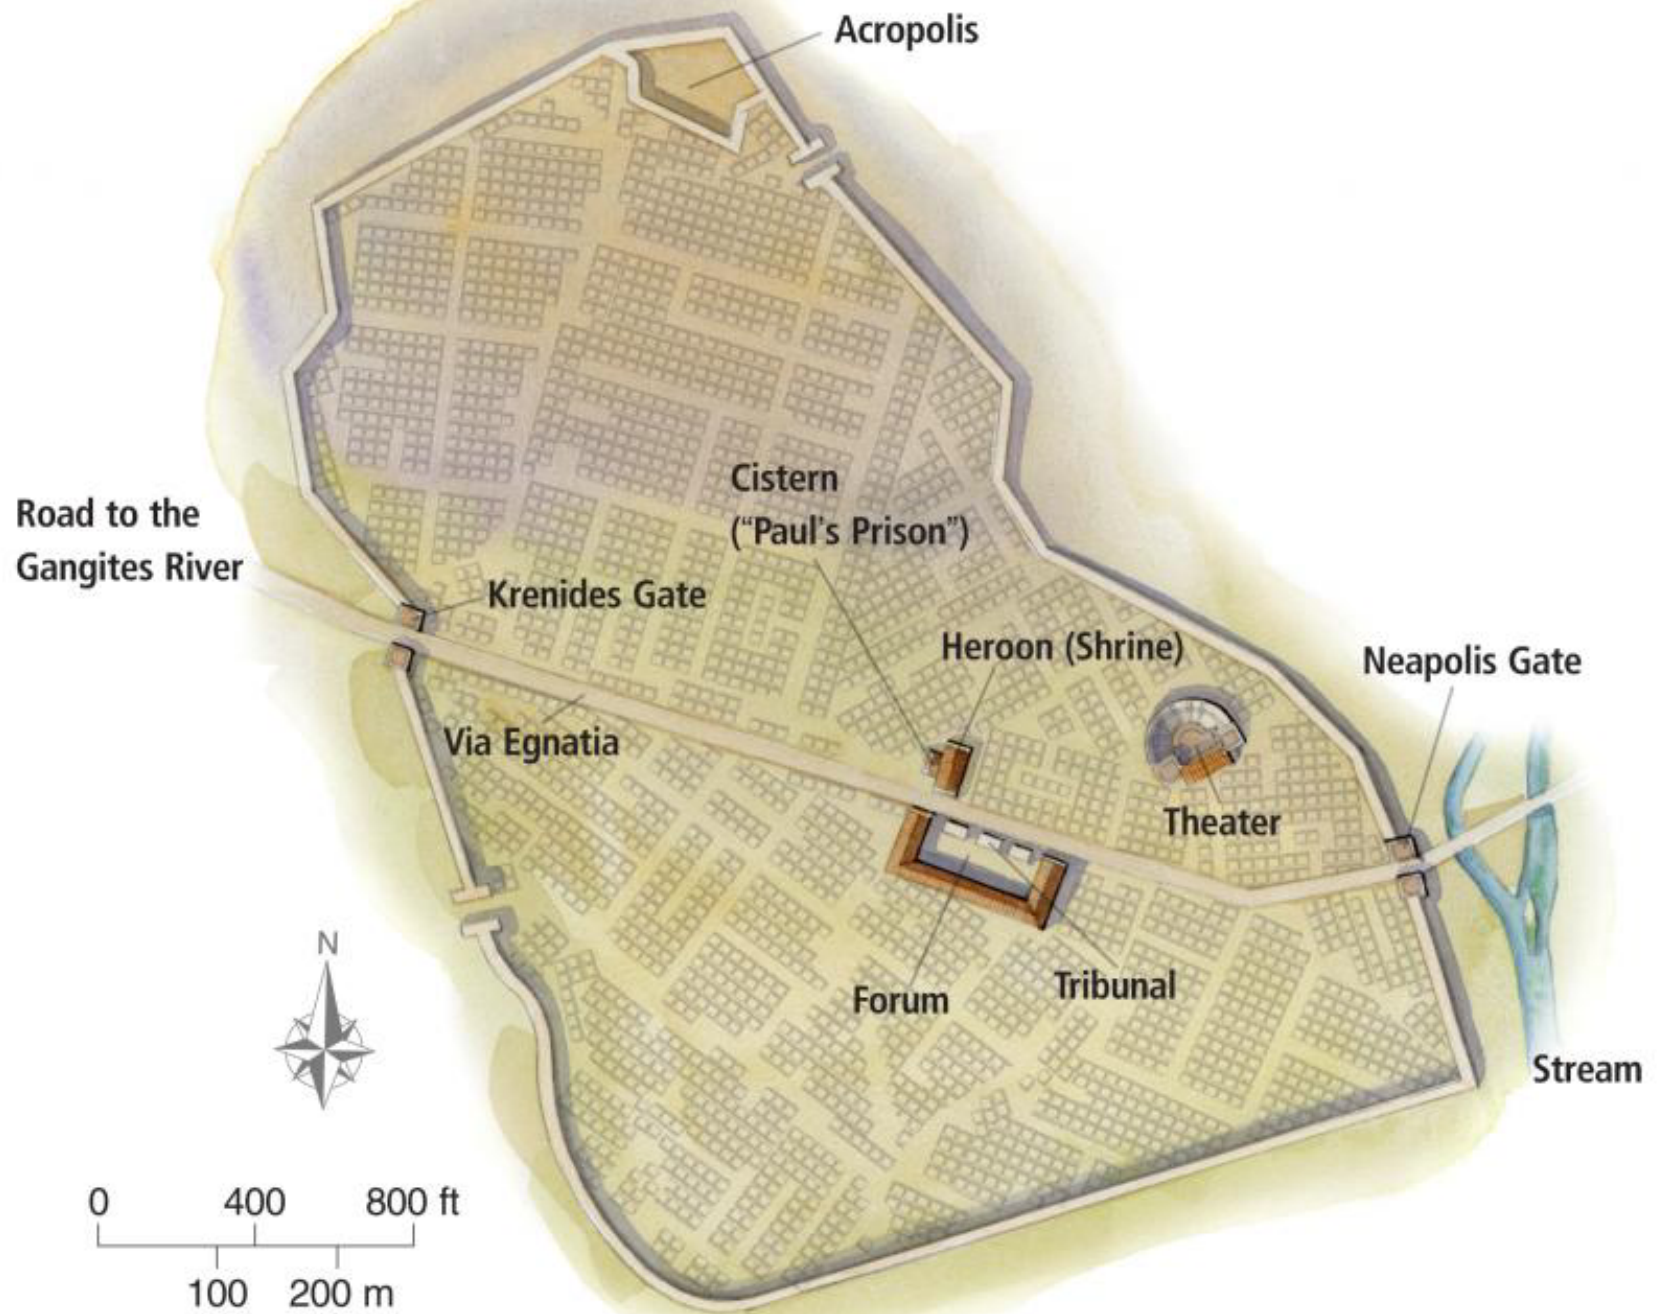 Acropolis
Cistern
(“Paul’s Prison”)
Road to the
Gangites River
Krenides Gate
Heroon (Shrine)
Neapolis Gate
Via Egnatia
Theater
N
Forum
Tribunal
Stream
0 400 800 ft
100 200 m